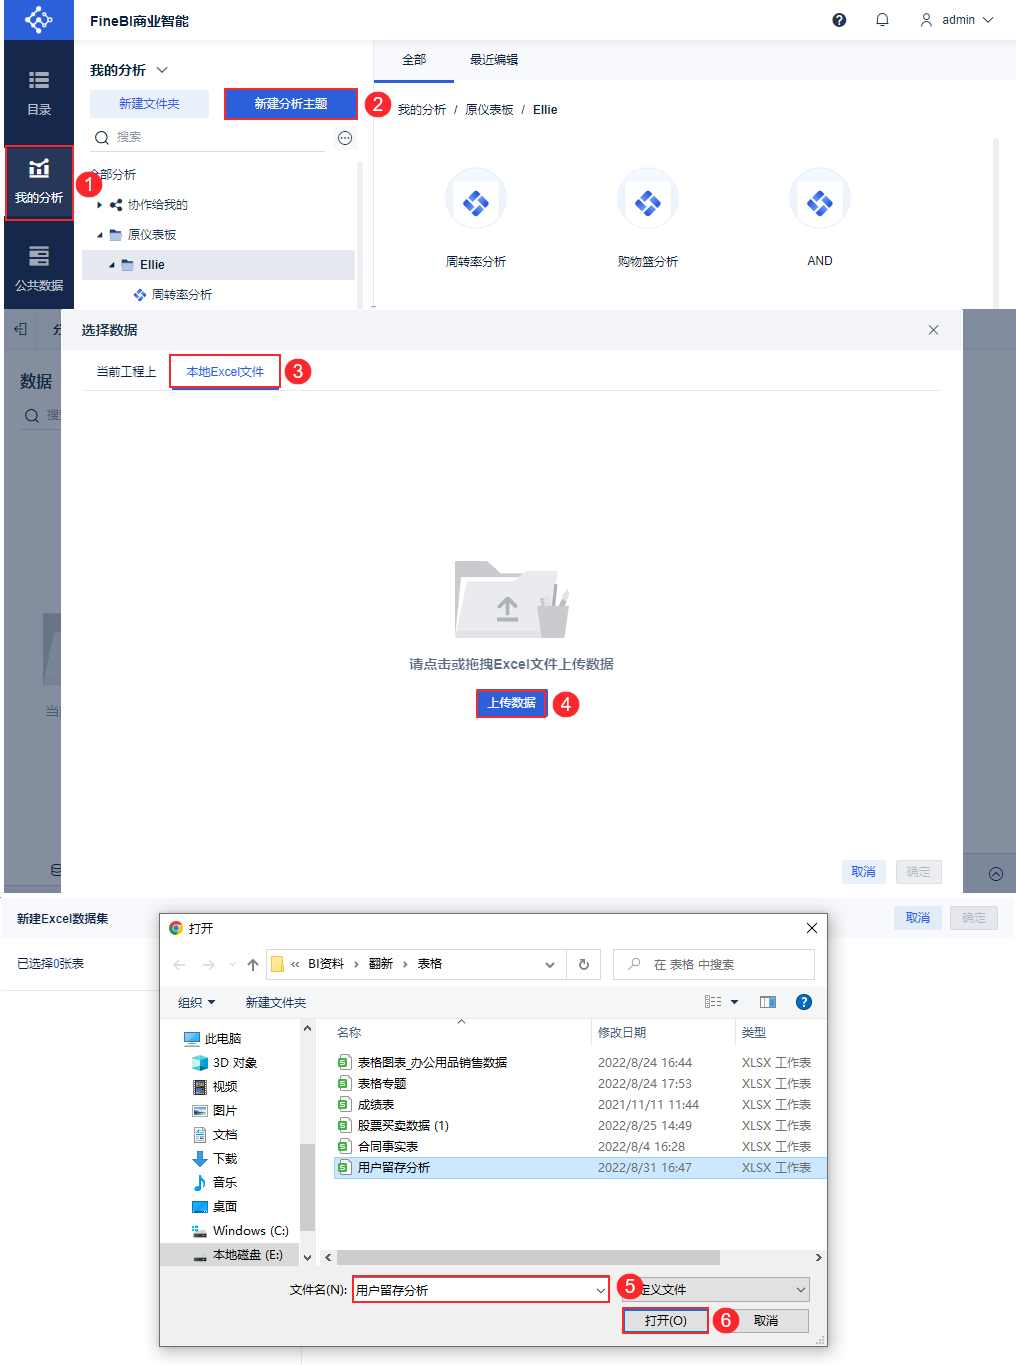 FineBI商业智能
admin
目录
我的分析
公共数据
我的分析
新建文件夹
新建分析主题
2
搜索
1
部分析
协作给我的
原仪表板
Ellie
周转率分析
全部
最近编辑
我的分析 / 原仪表板 / Ellie
周转率分析
购物篮分析
AND
数据
选择数据
当前工程上
本地Excel文件
3
请点击或拖拽Excel文件上传数据
上传数据
4
取消
确定
新建Excel数据集
取消
确定
已选择0张表
打开
« BI资料 › 翻新 › 表格
在 表格 中搜索
组织
新建文件夹
此电脑
3D 对象
视频
图片
文档
下载
音乐
桌面
Windows (C:)
本地磁盘 (E:)
名称 修改日期 类型
表格图表_办公用品销售数据 2022/8/24 16:44 XLSX 工作表
表格专题 2022/8/24 17:53 XLSX 工作表
成绩表 2021/11/11 11:44 XLSX 工作表
股票买卖数据 (1) 2022/8/25 14:49 XLSX 工作表
合同事实表 2022/8/4 16:28 XLSX 工作表
用户留存分析 2022/8/31 16:47 XLSX 工作表
文件名(N): 用户留存分析
5
定义文件
打开(O)
6
取消